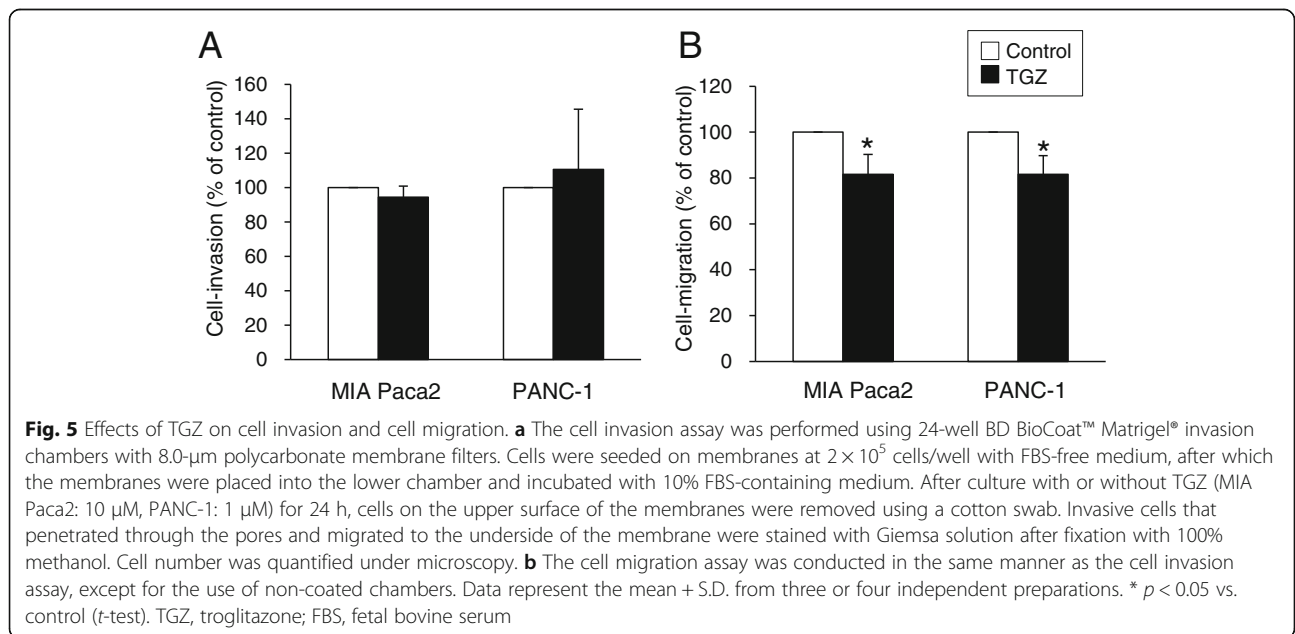 A
B
Control
TGZ
Cell-invasion (% of control)
160
140
120
100
80
60
40
20
0
MIA Paca2
PANC-1
Cell-migration (% of control)
120
100
80
60
40
20
0
*
*
MIA Paca2
PANC-1
Fig. 5 Effects of TGZ on cell invasion and cell migration. a The cell invasion assay was performed using 24-well BD BioCoat™ Matrigel® invasion
chambers with 8.0-μm polycarbonate membrane filters. Cells were seeded on membranes at 2 × 10⁵ cells/well with FBS-free medium, after which
the membranes were placed into the lower chamber and incubated with 10% FBS-containing medium. After culture with or without TGZ (MIA
Paca2: 10 μM, PANC-1: 1 μM) for 24 h, cells on the upper surface of the membranes were removed using a cotton swab. Invasive cells that
penetrated through the pores and migrated to the underside of the membrane were stained with Giemsa solution after fixation with 100%
methanol. Cell number was quantified under microscopy. b The cell migration assay was conducted in the same manner as the cell invasion
assay, except for the use of non-coated chambers. Data represent the mean + S.D. from three or four independent preparations. * p < 0.05 vs.
control (t-test). TGZ, troglitazone; FBS, fetal bovine serum